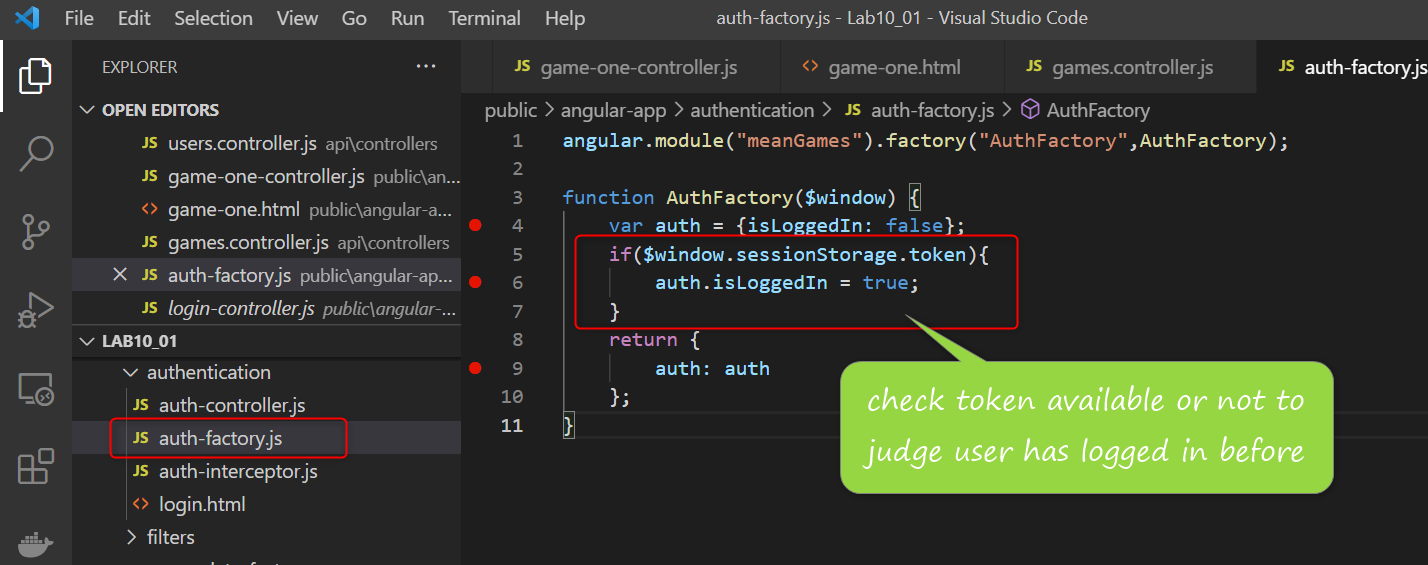 File Edit Selection View Go Run Terminal Help auth-factory.js - Lab10_01 - Visual Studio Code
EXPLORER ···
OPEN EDITORS
JS users.controller.js api\controllers
JS game-one-controller.js public\an...
<> game-one.html public\angular-a...
JS games.controller.js api\controllers
JS auth-factory.js public\angular-ap...
JS login-controller.js public\angular-...
LAB10_01
authentication
JS auth-controller.js
JS auth-factory.js
JS auth-interceptor.js
<> login.html
filters
JS game-one-controller.js <> game-one.html JS games.controller.js JS auth-factory.js
public > angular-app > authentication > JS auth-factory.js > AuthFactory
1 angular.module("meanGames").factory("AuthFactory",AuthFactory);
2
3 function AuthFactory($window) {
4 var auth = {isLoggedIn: false};
5 if($window.sessionStorage.token){
6 auth.isLoggedIn = true;
7 }
8 return {
9 auth: auth
10 };
11 }
check token available or not to
judge user has logged in before